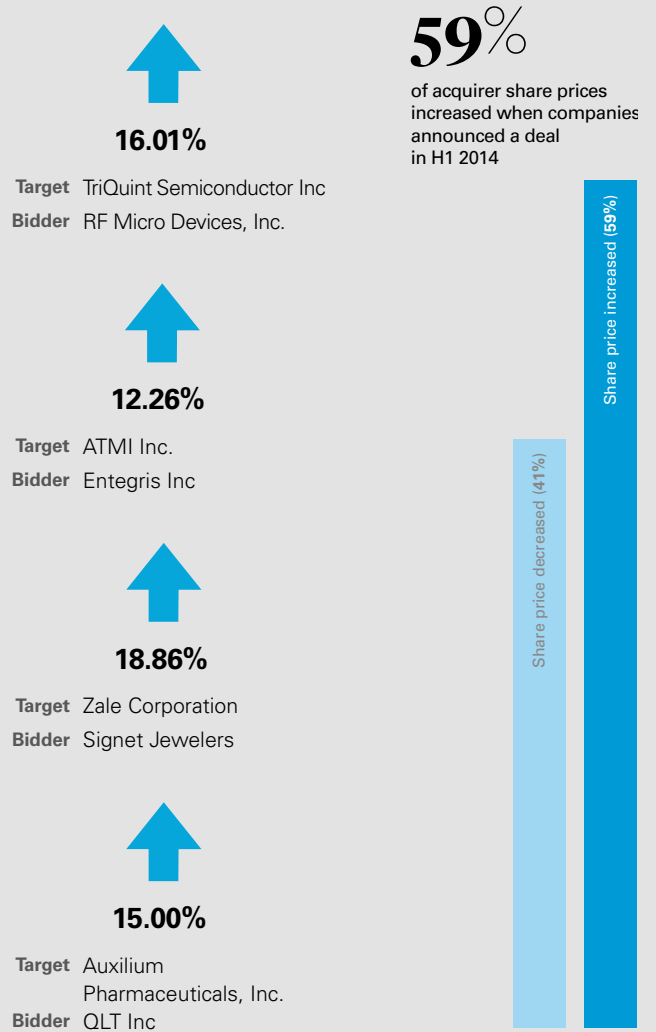 16.01%
Target TriQuint Semiconductor Inc
Bidder RF Micro Devices, Inc.
12.26%
Target ATMI Inc.
Bidder Entegris Inc
18.86%
Target Zale Corporation
Bidder Signet Jewelers
15.00%
Target Auxilium
Pharmaceuticals, Inc.
Bidder QLT Inc
59%
of acquirer share prices
increased when companies
announced a deal
in H1 2014
Share price decreased (41%)
Share price increased (59%)